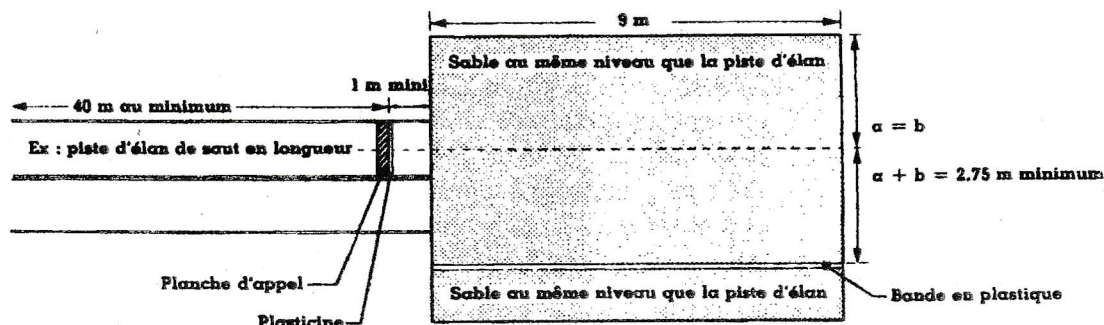 9 m
Sable au même niveau que la piste d'élan
1 m mini
40 m au minimum
a = b
Ex : piste d'élan de saut en longueur
a + b = 2.75 m minimum
Planche d'appel
Sable au même niveau que la piste d'élan
Bande en plastique
Plasticine